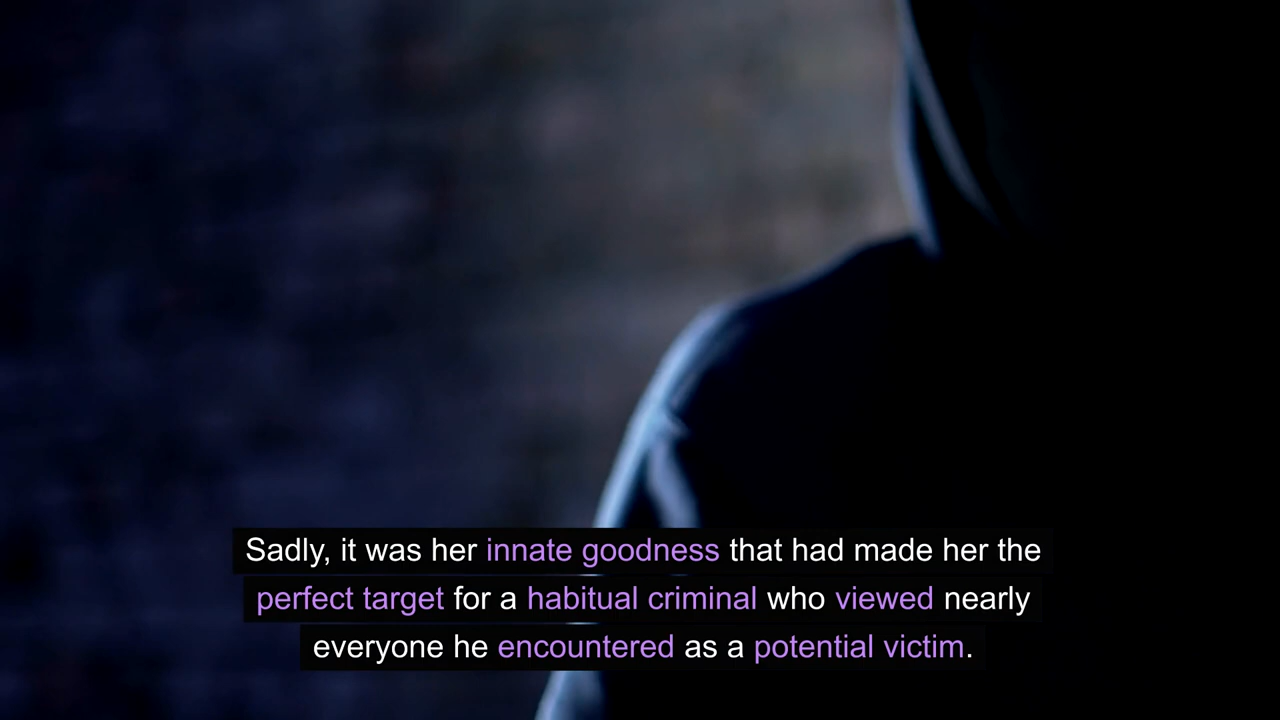 Sadly, it was her innate goodness that had made her the
perfect target for a habitual criminal who viewed nearly
everyone he encountered as a potential victim.